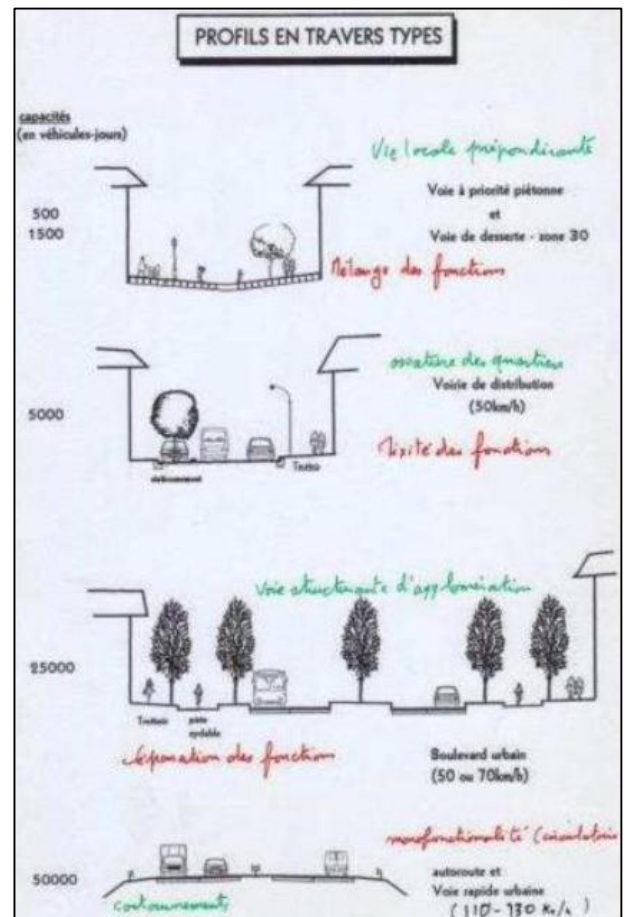 PROFILS EN TRAVERS TYPES
capacités
(en véhicules-jours)
Vie locale prépondérante
Voie à priorité piétonne
et
Voie de desserte - zone 30
500
1500
Mélange des fonctions
ossature des quartiers
Voirie de distribution
(50km/h)
5000
Mixité des fonctions
stationnement
Trottoir
Voie structurante d'agglomération
25000
Trottoir
piste
cyclable
Séparation des fonctions
Boulevard urbain
(50 ou 70km/h)
monofonctionalité (circulatoire
50000
autoroute et
Voie rapide urbaine
contournements
(110-130 Km/h)